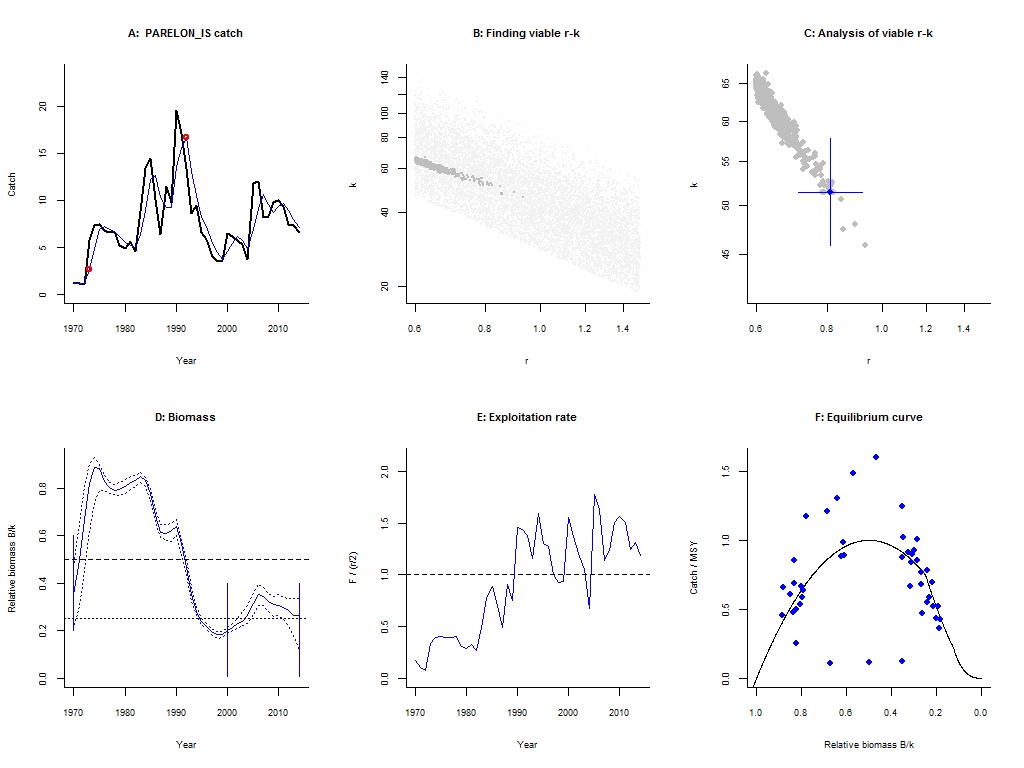 A: PARELON_IS catch
Catch
0 5 10 15 20
1970 1980 1990 2000 2010
Year
B: Finding viable r-k
k
20 40 60 80 100 140
0.6 0.8 1.0 1.2 1.4
r
C: Analysis of viable r-k
k
45 50 55 60 65
0.6 0.8 1.0 1.2 1.4
r
D: Biomass
Relative biomass B/k
0.0 0.2 0.4 0.6 0.8
1970 1980 1990 2000 2010
Year
E: Exploitation rate
F / (r/2)
0.0 0.5 1.0 1.5 2.0
1970 1980 1990 2000 2010
Year
F: Equilibrium curve
Catch / MSY
0.0 0.5 1.0 1.5
1.0 0.8 0.6 0.4 0.2 0.0
Relative biomass B/k